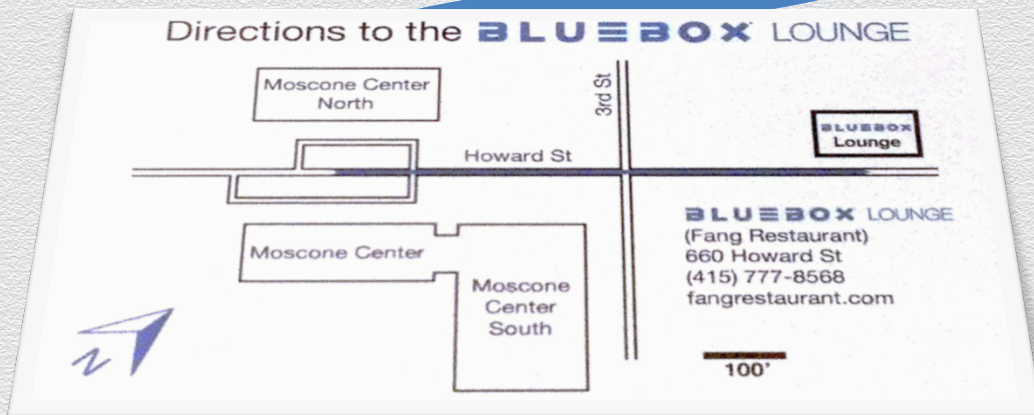 Directions to the BLUEBOX LOUNGE
Moscone Center
North
3rd St
BLUEBOX
Lounge
Howard St
BLUEBOX LOUNGE
(Fang Restaurant)
660 Howard St
(415) 777-8568
fangrestaurant.com
Moscone Center
Moscone
Center
South
N
100'